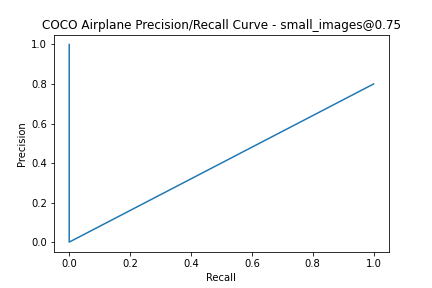 COCO Airplane Precision/Recall Curve - small_images@0.75
1.0
0.8
0.6
0.4
0.2
0.0
Precision
0.0 0.2 0.4 0.6 0.8 1.0
Recall